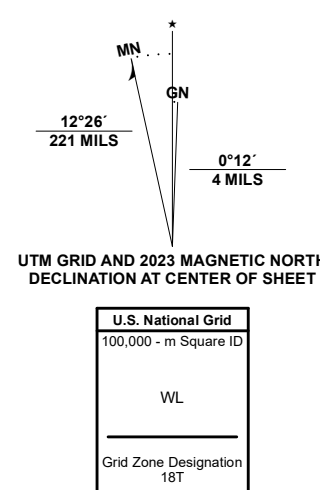 MN
GN
12°26´
221 MILS
0°12´
4 MILS
UTM GRID AND 2023 MAGNETIC NORTH
DECLINATION AT CENTER OF SHEET
U.S. National Grid
100,000 - m Square ID
WL
Grid Zone Designation
18T